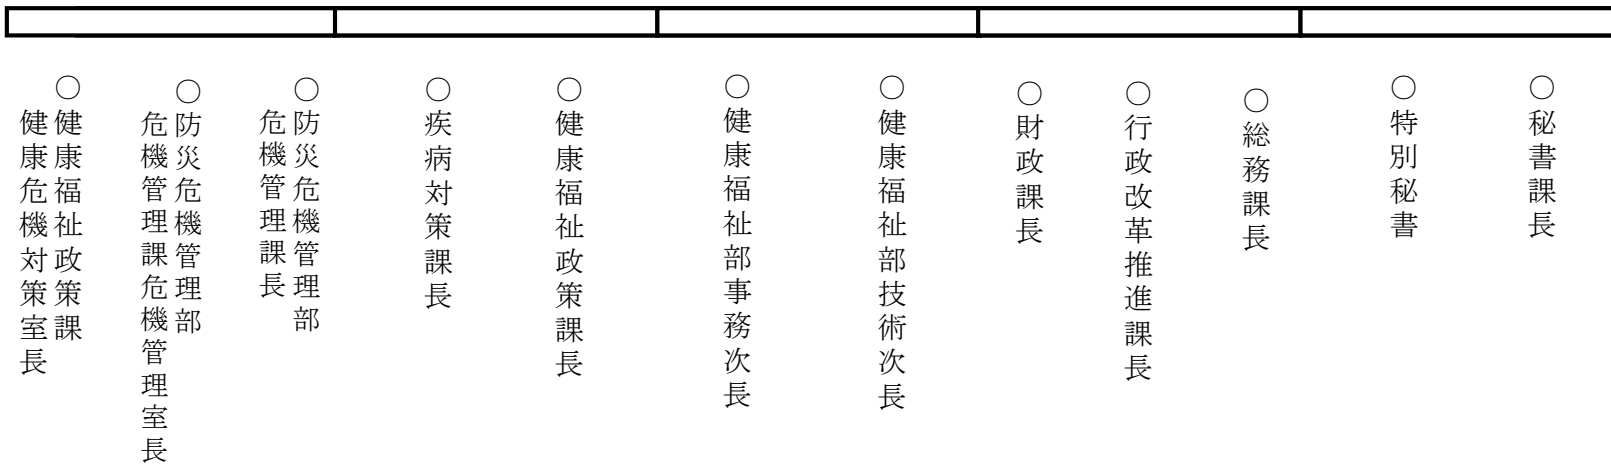 ○秘書課長
○特別秘書
○総務課長
○行政改革推進課長
○財政課長
○健康福祉部技術次長
○健康福祉部事務次長
○健康福祉政策課長
○疾病対策課長
○防災危機管理部
危機管理課長
○防災危機管理部
危機管理課危機管理室長
○健康福祉政策課
健康危機対策室長